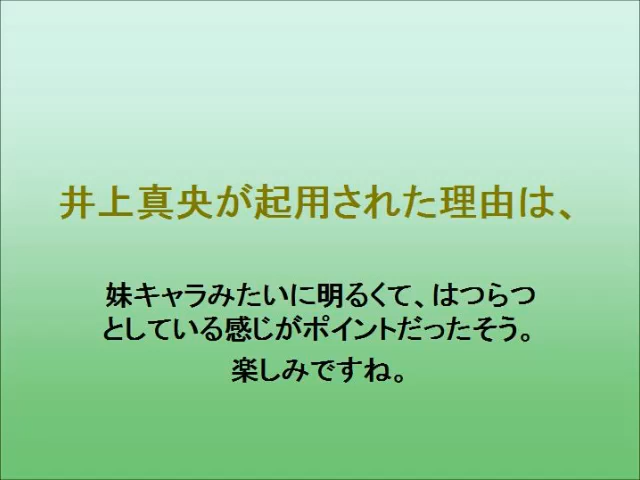 井上真央が起用された理由は、
妹キャラみたいに明るくて、はつらつ
としている感じがポイントだったそう。
楽しみですね。